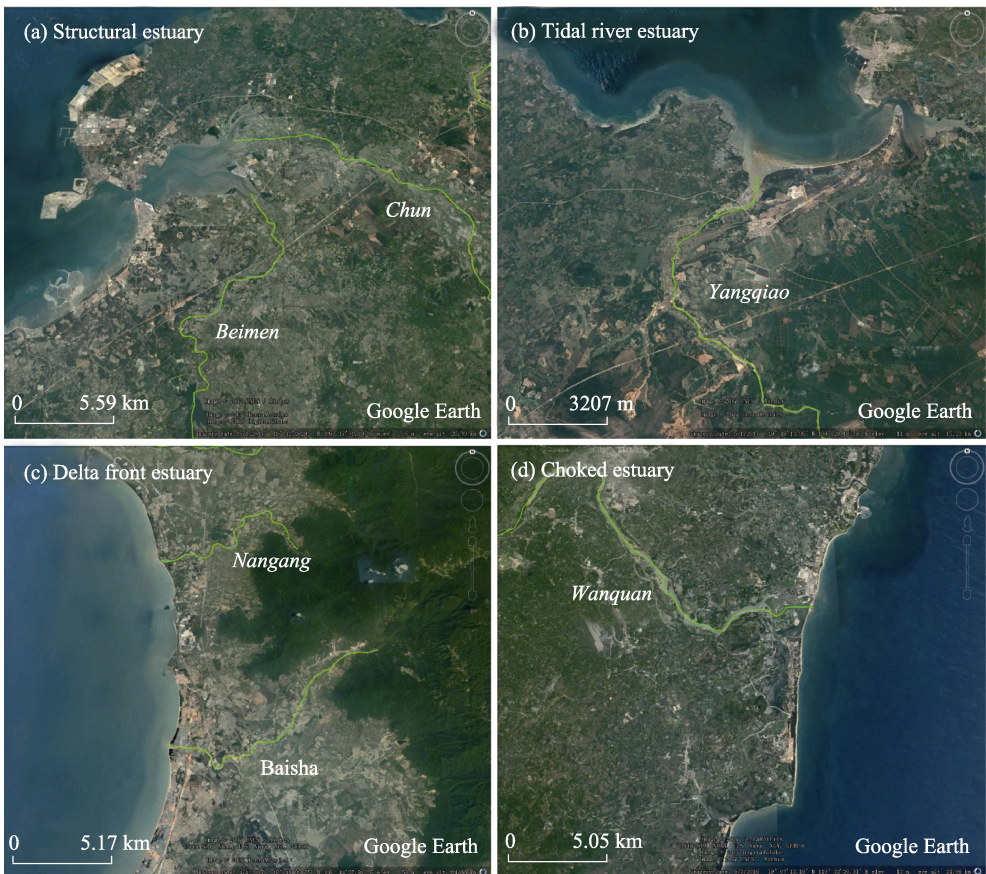 (a) Structural estuary
Chun
Beimen
0 5.59 km
Google Earth
(b) Tidal river estuary
Yangqiao
0 3207 m
Google Earth
(c) Delta front estuary
Nangang
Baisha
0 5.17 km
Google Earth
(d) Choked estuary
Wanquan
0 5.05 km
Google Earth